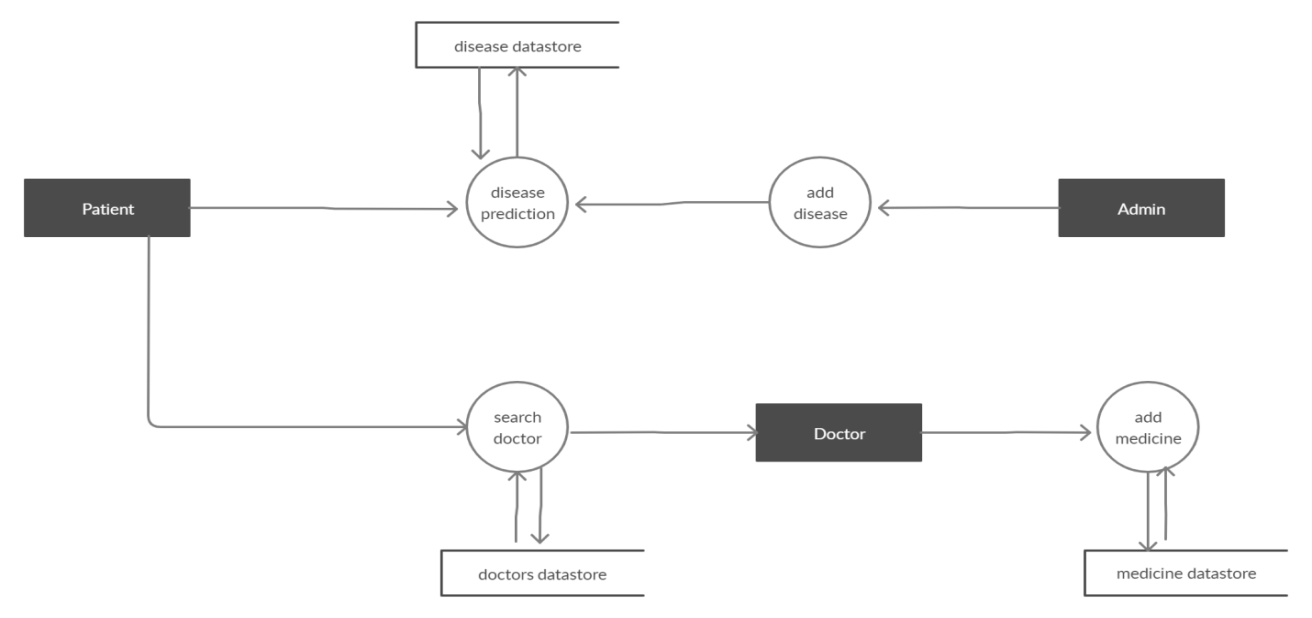 disease datastore
Patient
disease
prediction
add
disease
Admin
search
doctor
Doctor
add
medicine
doctors datastore
medicine datastore